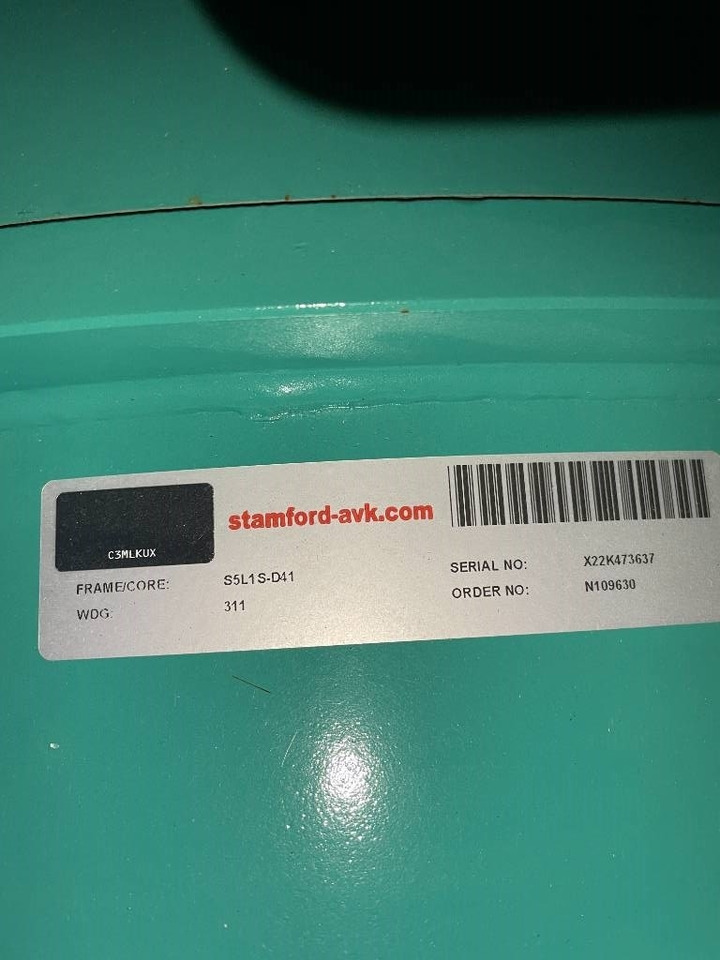 stamford-avk.com
C3MLKUX
FRAME/CORE: S5L1S-D41
WDG: 311
SERIAL NO: X22K473637
ORDER NO: N109630